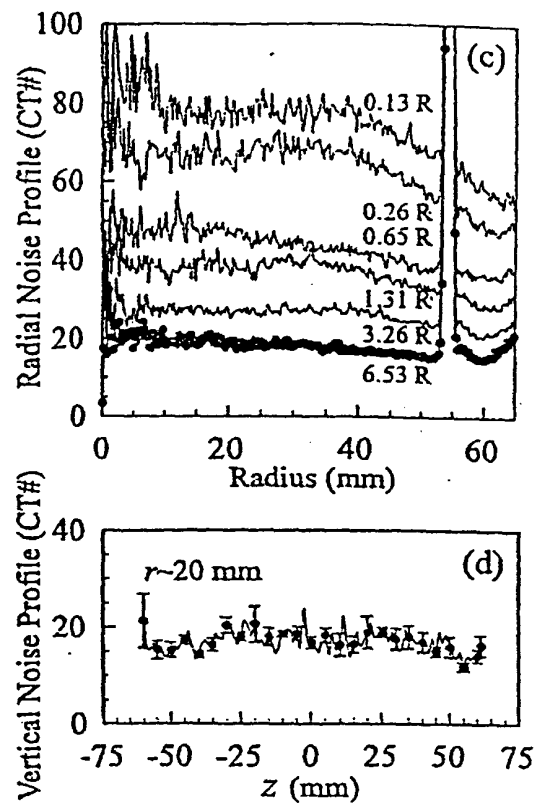 Radial Noise Profile (CT#)
100
80
60
40
20
0
(c)
0.13 R
0.26 R
0.65 R
1.31 R
3.26 R
6.53 R
0 20 40 60
Radius (mm)
Vertical Noise Profile (CT#)
40
20
0
(d)
r~20 mm
-75 -50 -25 0 25 50 75
z (mm)